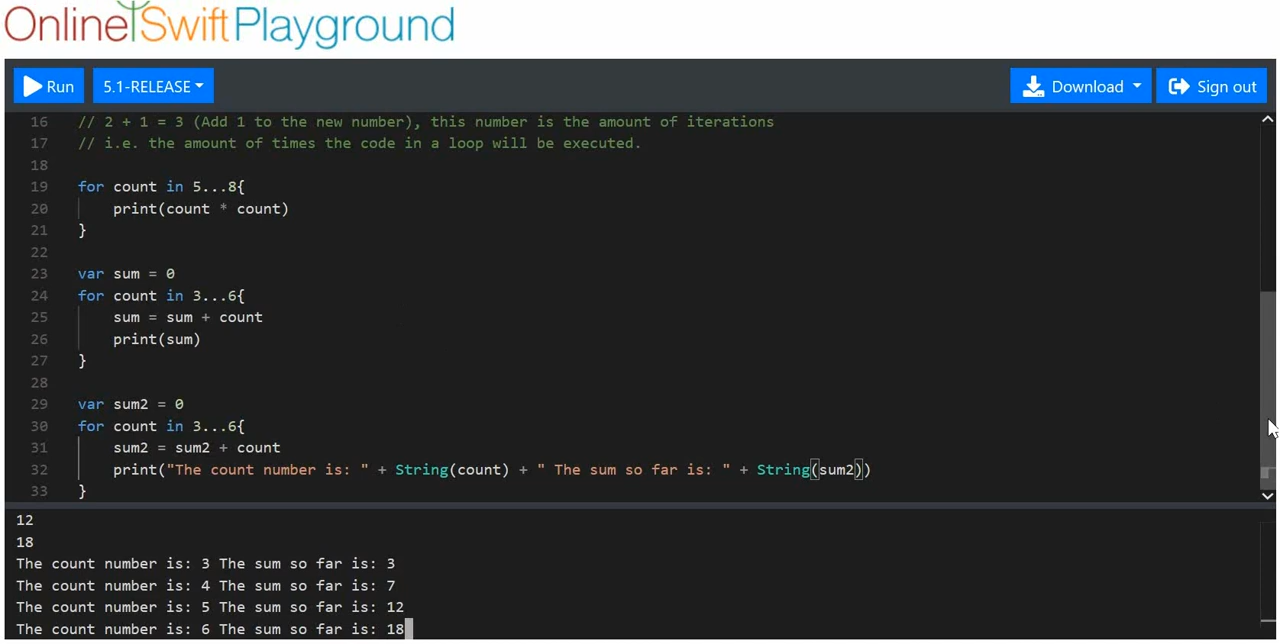 Online Swift Playground
Run 5.1-RELEASE Download Sign out
16 // 2 + 1 = 3 (Add 1 to the new number), this number is the amount of iterations
17 // i.e. the amount of times the code in a loop will be executed.
18
19 for count in 5...8{
20 print(count * count)
21 }
22
23 var sum = 0
24 for count in 3...6{
25 sum = sum + count
26 print(sum)
27 }
28
29 var sum2 = 0
30 for count in 3...6{
31 sum2 = sum2 + count
32 print("The count number is: " + String(count) + " The sum so far is: " + String(sum2))
33 }
12
18
The count number is: 3 The sum so far is: 3
The count number is: 4 The sum so far is: 7
The count number is: 5 The sum so far is: 12
The count number is: 6 The sum so far is: 18